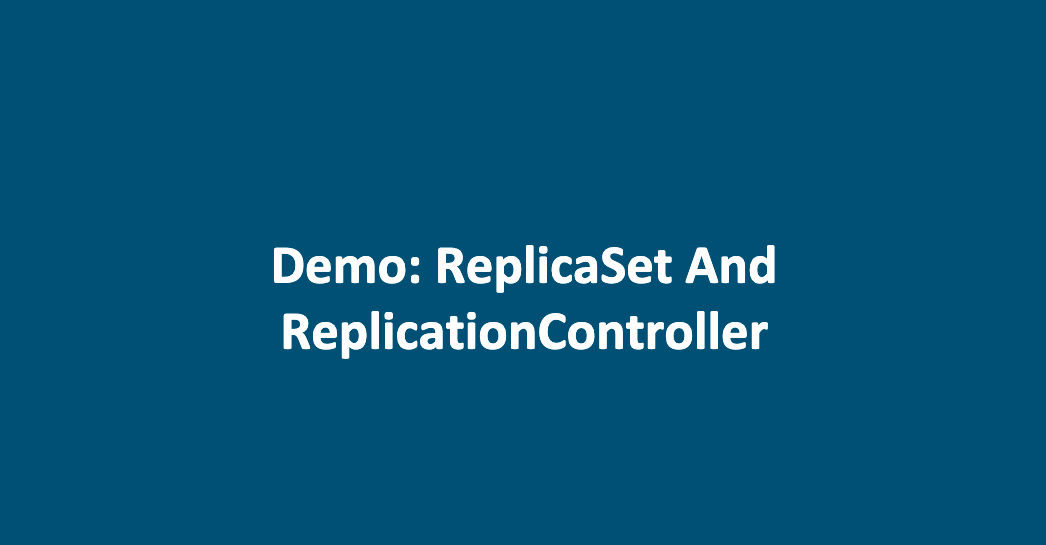 Demo: ReplicaSet And
ReplicationController